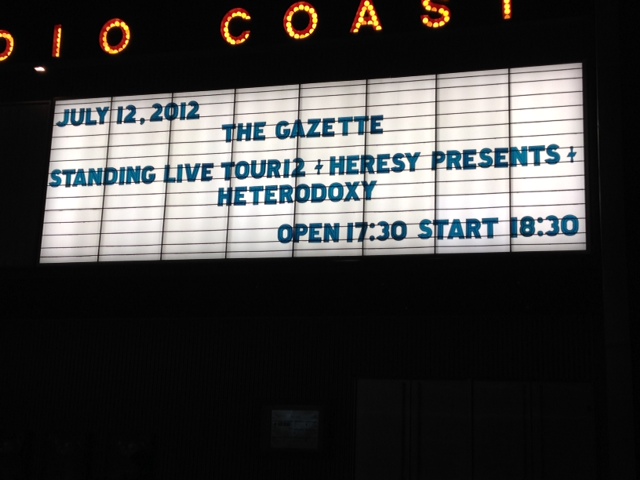 DIO COAST
JULY 12, 2012
THE GAZETTE
STANDING LIVE TOUR12 HERESY PRESENTS
HETERODOXY
OPEN 17:30 START 18:30